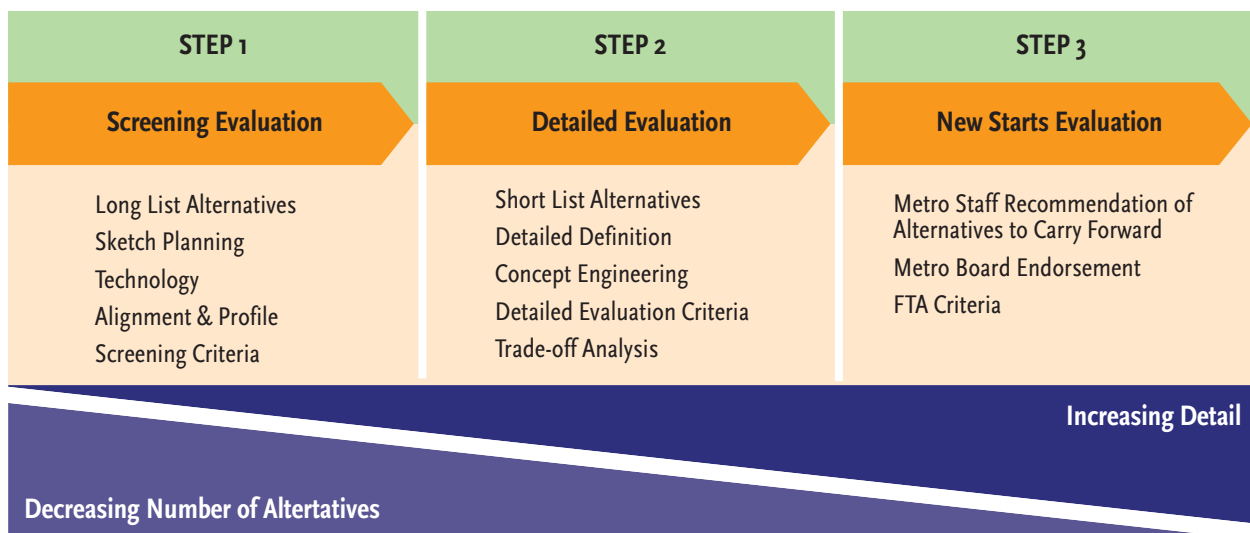 STEP 1
Screening Evaluation
Long List Alternatives
Sketch Planning
Technology
Alignment & Profile
Screening Criteria
STEP 2
Detailed Evaluation
Short List Alternatives
Detailed Definition
Concept Engineering
Detailed Evaluation Criteria
Trade-off Analysis
STEP 3
New Starts Evaluation
Metro Staff Recommendation of
Alternatives to Carry Forward
Metro Board Endorsement
FTA Criteria
Increasing Detail
Decreasing Number of Altertatives